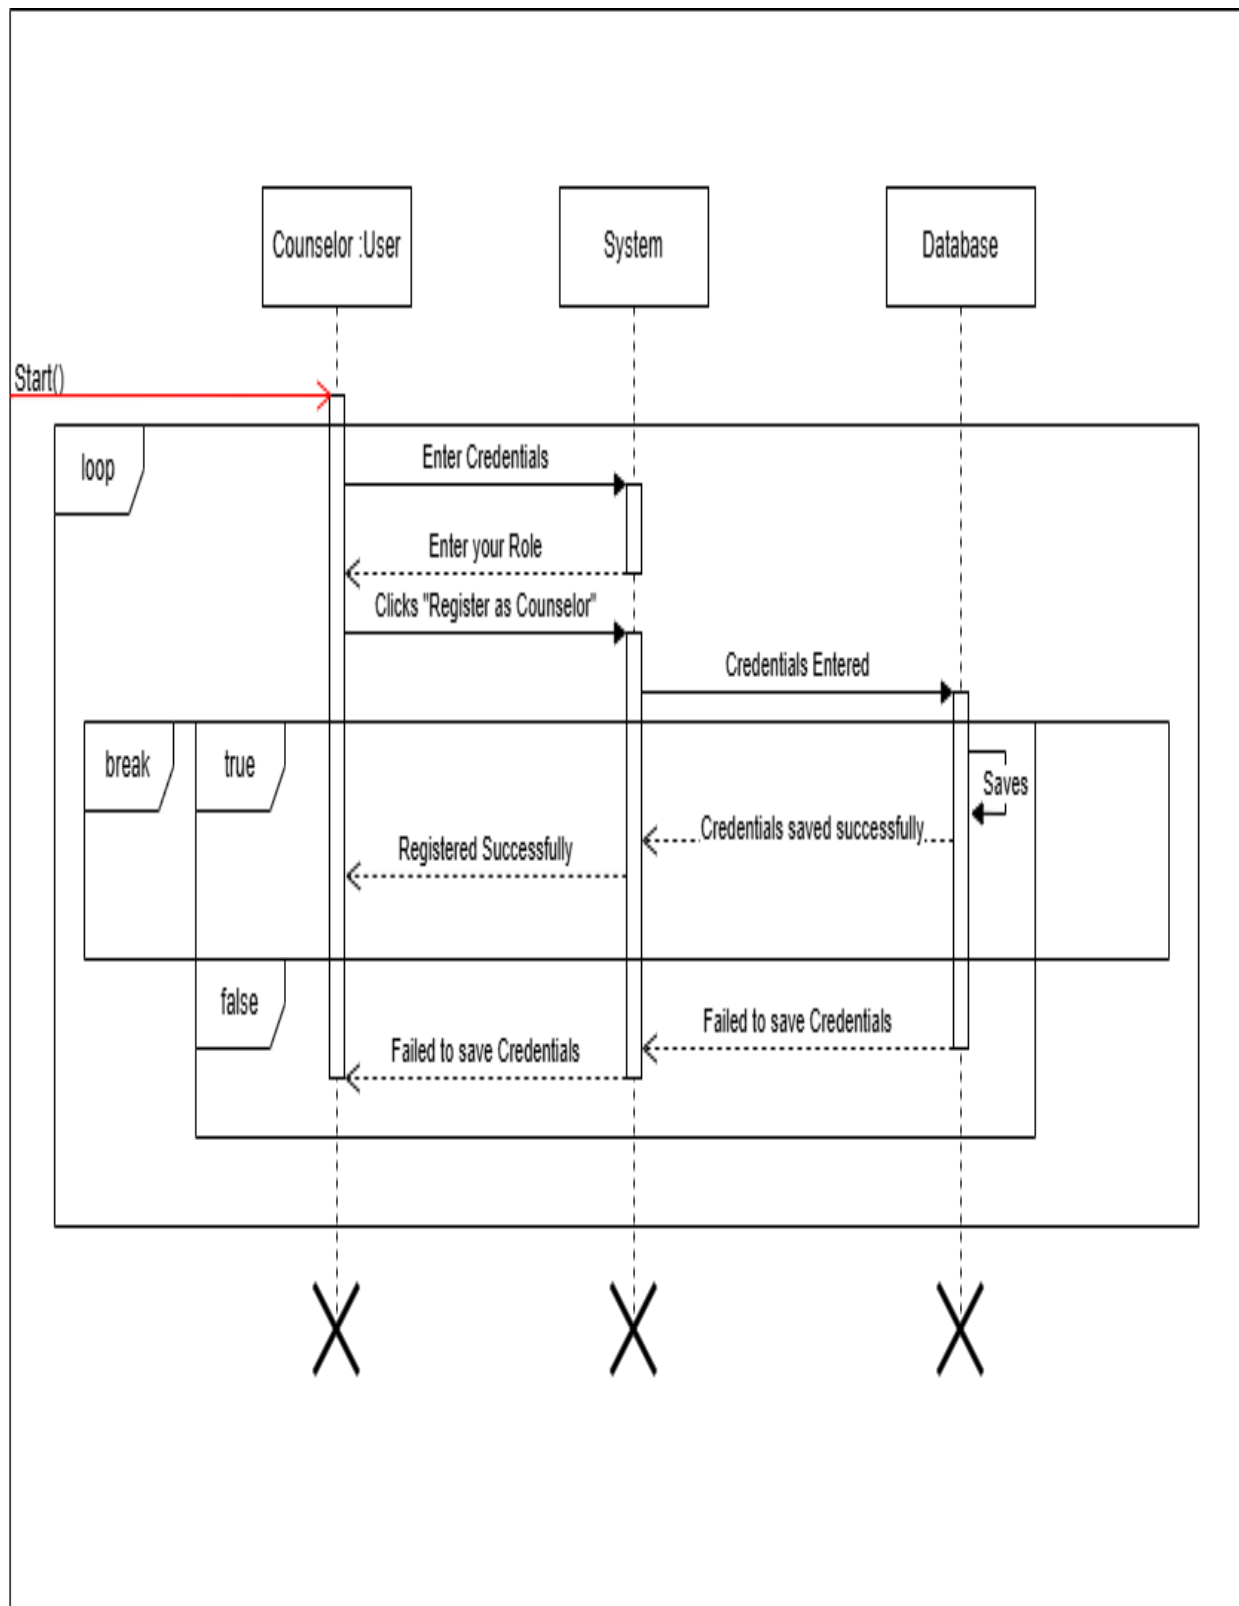 Counselor :User
System
Database
Start()
loop
Enter Credentials
Enter your Role
Clicks "Register as Counselor"
Credentials Entered
break
true
Saves
Credentials saved successfully
Registered Successfully
false
Failed to save Credentials
Failed to save Credentials